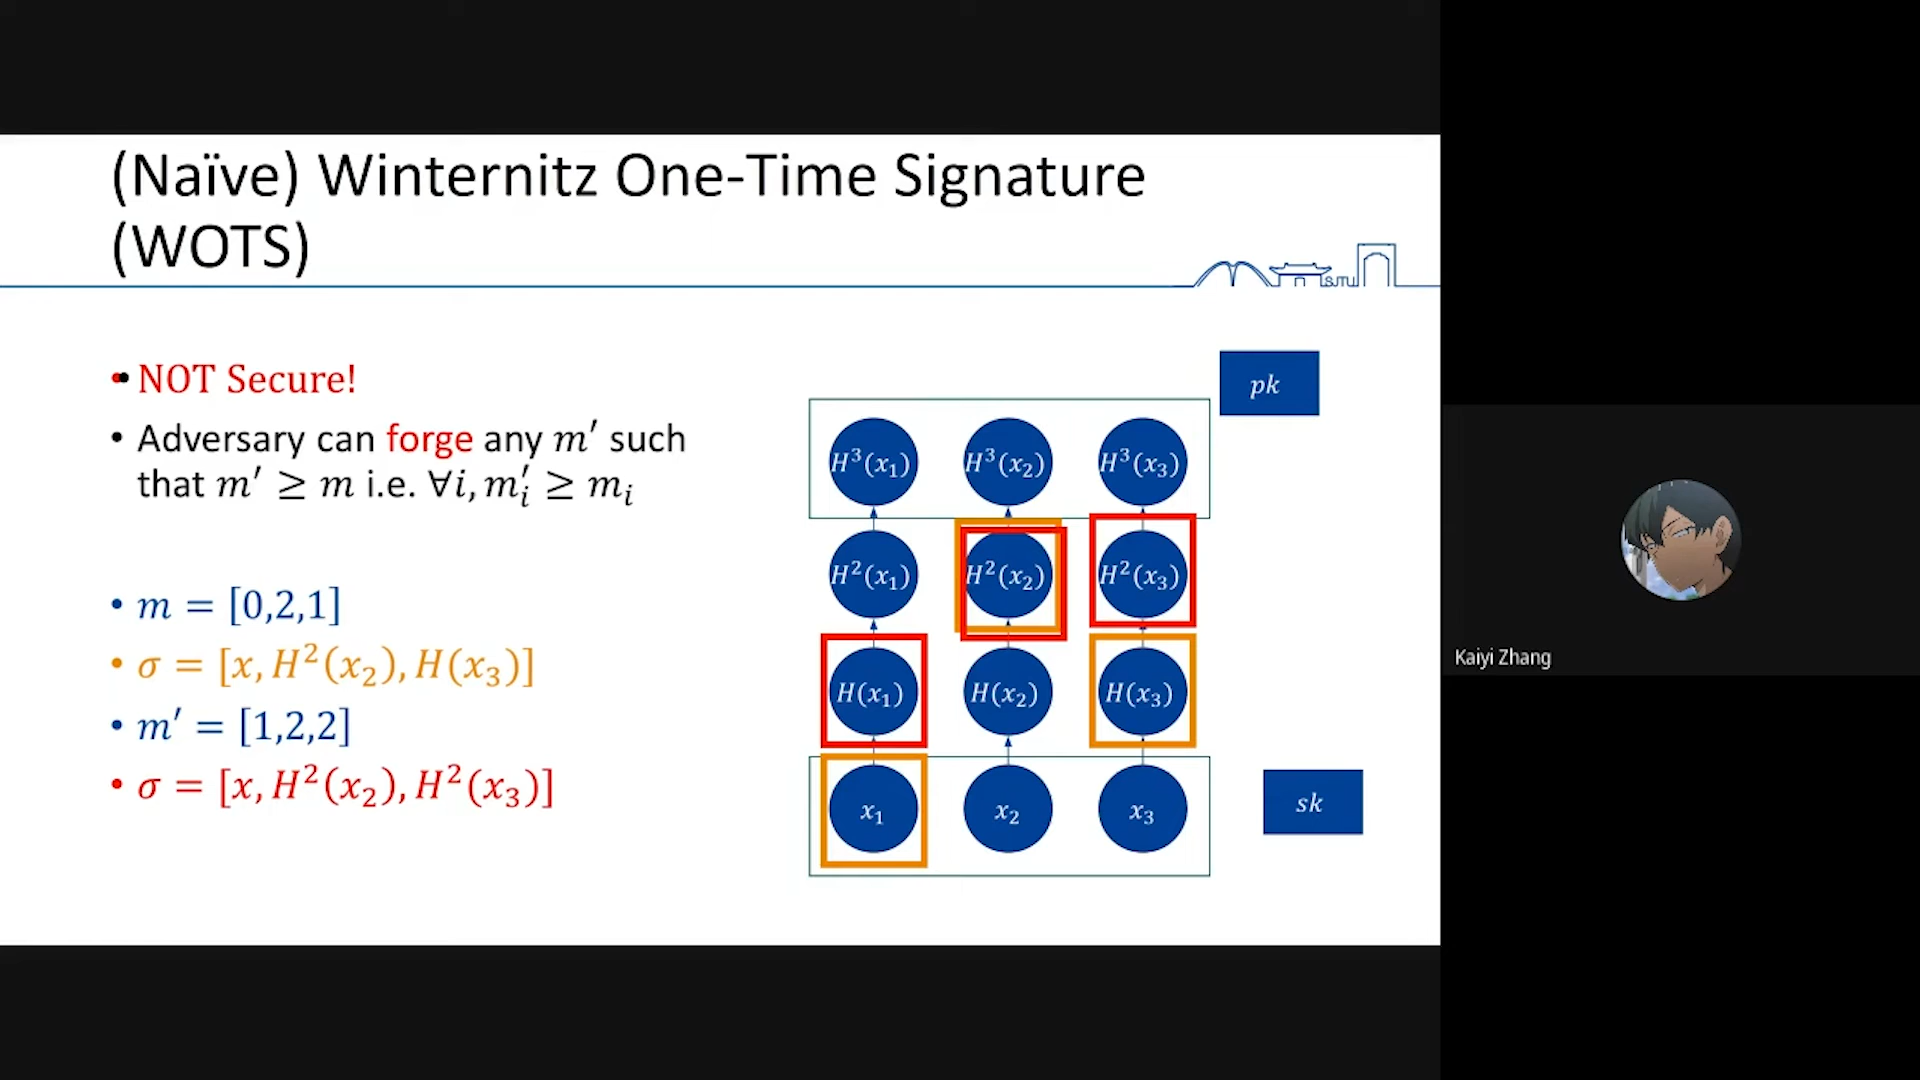 (Naïve) Winternitz One-Time Signature
(WOTS)
SJTU
• NOT Secure!
• Adversary can forge any m′ such
that m′ ≥ m i.e. ∀i, m′ᵢ ≥ mᵢ
• m = [0,2,1]
• σ = [x, H²(x₂), H(x₃)]
• m′ = [1,2,2]
• σ = [x, H²(x₂), H²(x₃)]
pk
H³(x₁) H³(x₂) H³(x₃)
H²(x₁) H²(x₂) H²(x₃)
H(x₁) H(x₂) H(x₃)
x₁ x₂ x₃
sk
Kaiyi Zhang